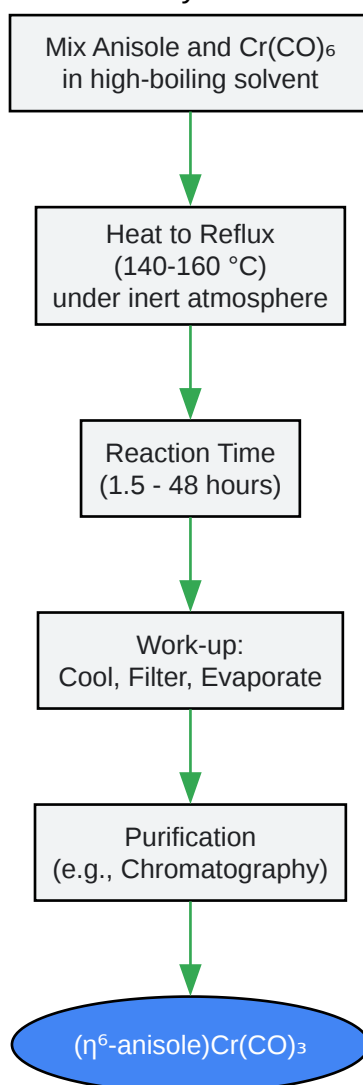 Mix Anisole and Cr(CO)₆
in high-boiling solvent
Heat to Reflux
(140-160 °C)
under inert atmosphere
Reaction Time
(1.5 - 48 hours)
Work-up:
Cool, Filter, Evaporate
Purification
(e.g., Chromatography)
(η⁶-anisole)Cr(CO)₃